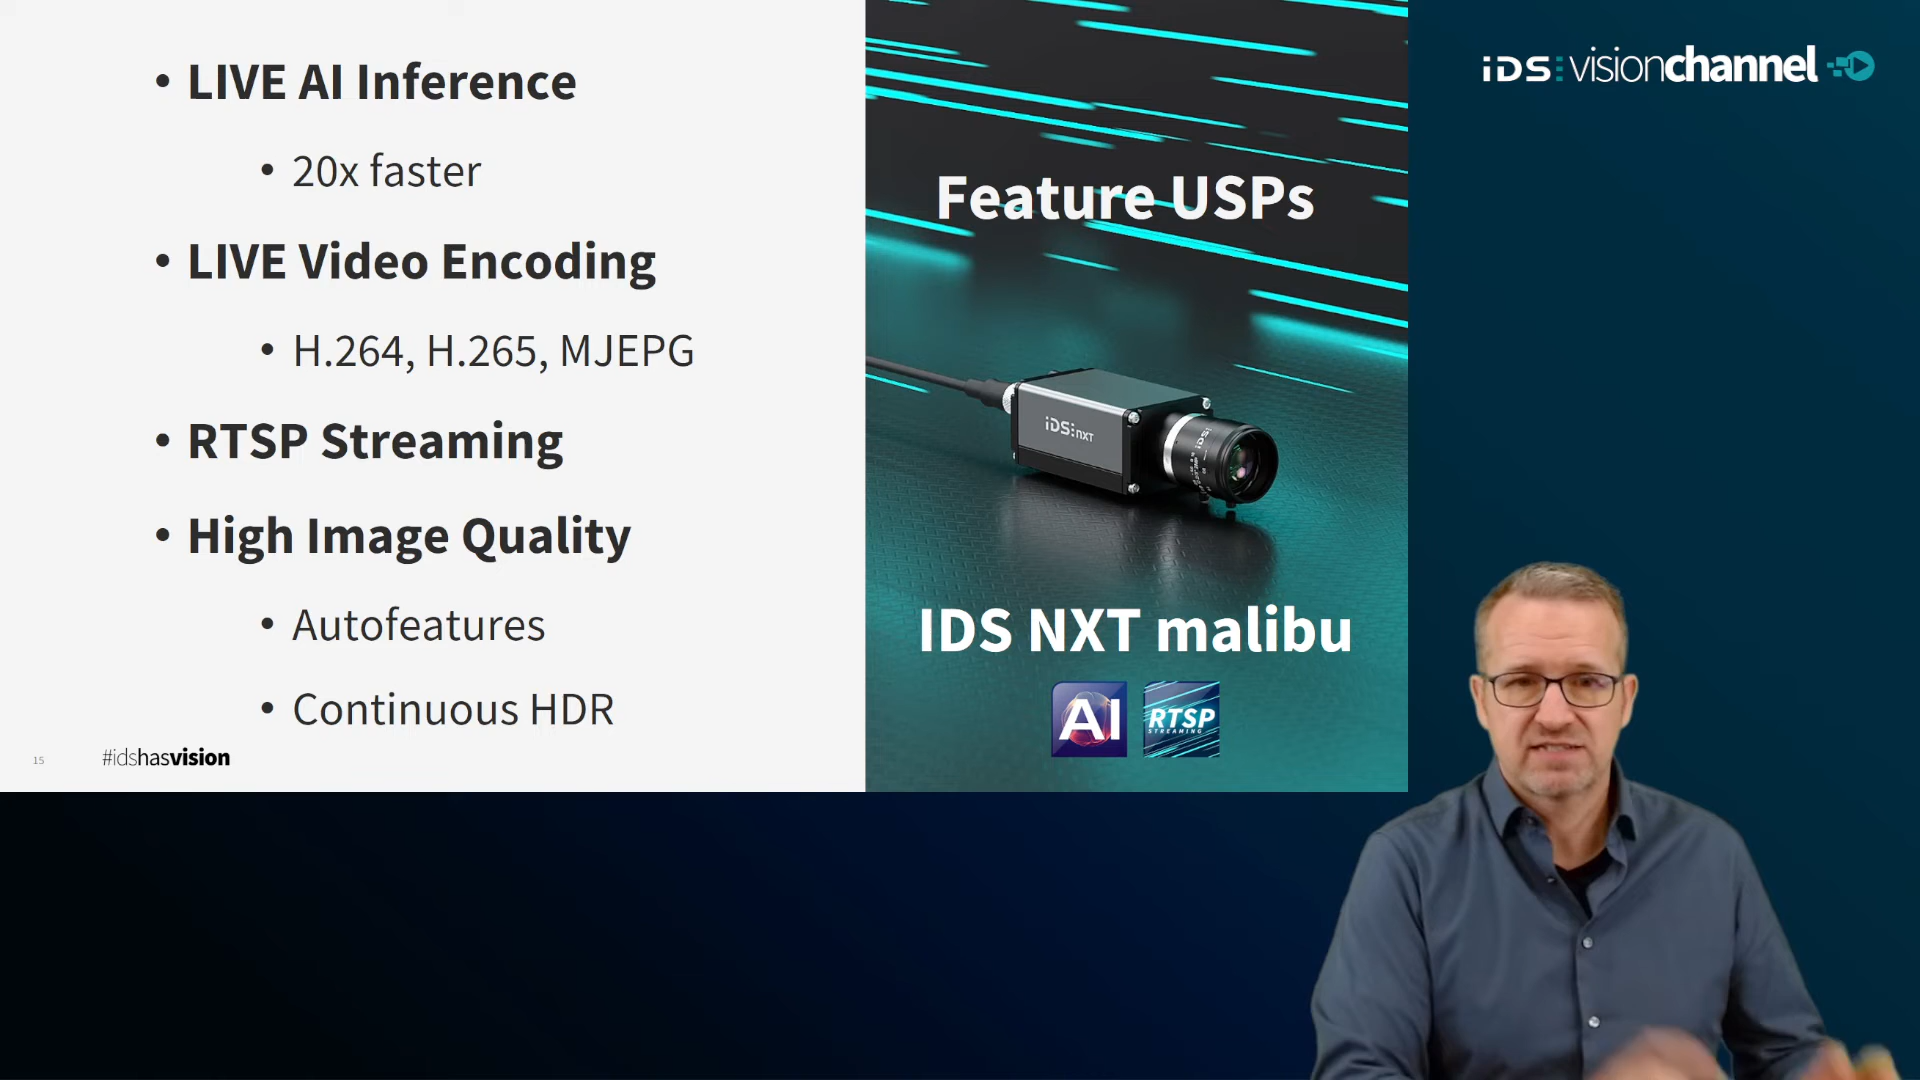 • LIVE AI Inference
• 20x faster
• LIVE Video Encoding
• H.264, H.265, MJEPG
• RTSP Streaming
• High Image Quality
• Autofeatures
• Continuous HDR
15
#idshasvision
Feature USPs
iDS:nxt
IDS NXT malibu
AI
RTSP
STREAMING
iDS visionchannel